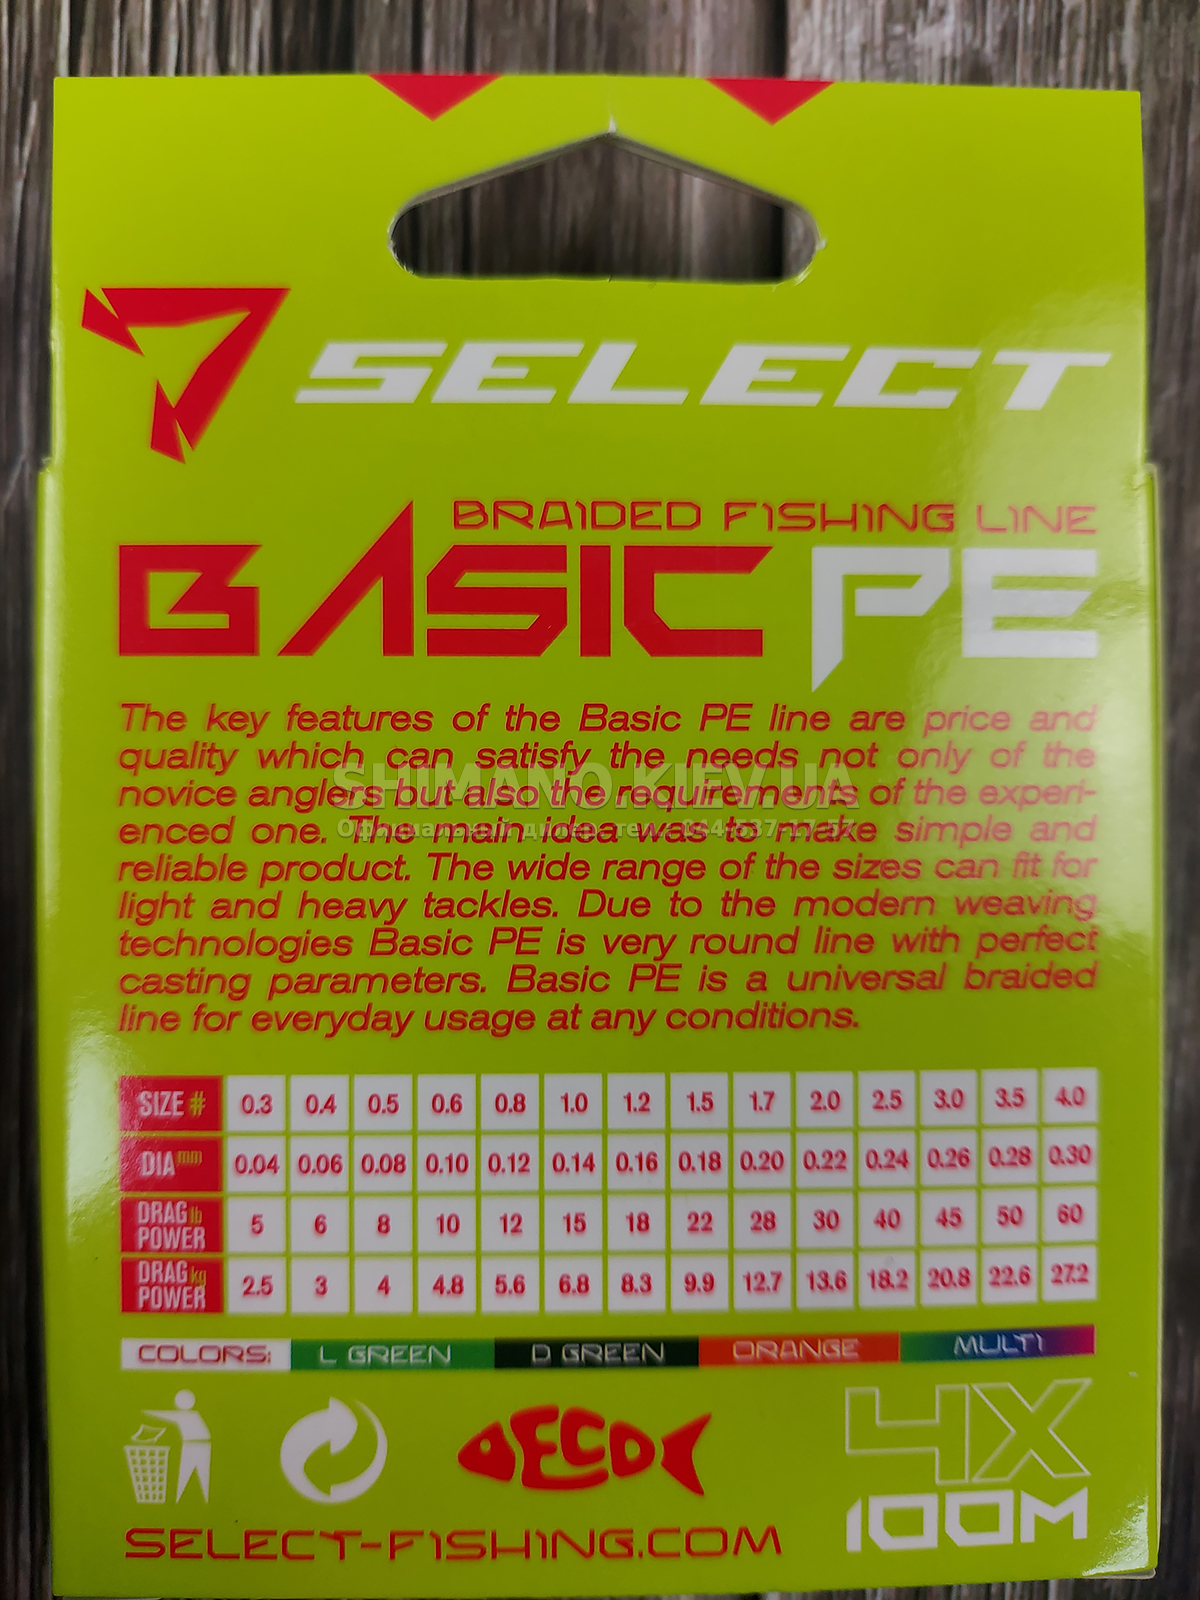 SELECT
BRAIDED FISHING LINE
BASIC PE
The key features of the Basic PE line are price and
quality which can satisfy the needs not only of the
novice anglers but also the requirements of the experi-
enced one. The main idea was to make simple and
reliable product. The wide range of the sizes can fit for
light and heavy tackles. Due to the modern weaving
technologies Basic PE is very round line with perfect
casting parameters. Basic PE is a universal braided
line for everyday usage at any conditions.
SHIMANO.KIEV.UA
Официальный дилер, тел.: 044-537-17-57
SIZE # 0.3 0.4 0.5 0.6 0.8 1.0 1.2 1.5 1.7 2.0 2.5 3.0 3.5 4.0
DIA mm 0.04 0.06 0.08 0.10 0.12 0.14 0.16 0.18 0.20 0.22 0.24 0.26 0.28 0.30
DRAG lb POWER 5 6 8 10 12 15 18 22 28 30 40 45 50 60
DRAG kg POWER 2.5 3 4 4.8 5.6 6.8 8.3 9.9 12.7 13.6 18.2 20.8 22.6 27.2
COLORS: L GREEN D GREEN ORANGE MULTI
ECO
4X
100M
SELECT-FISHING.COM